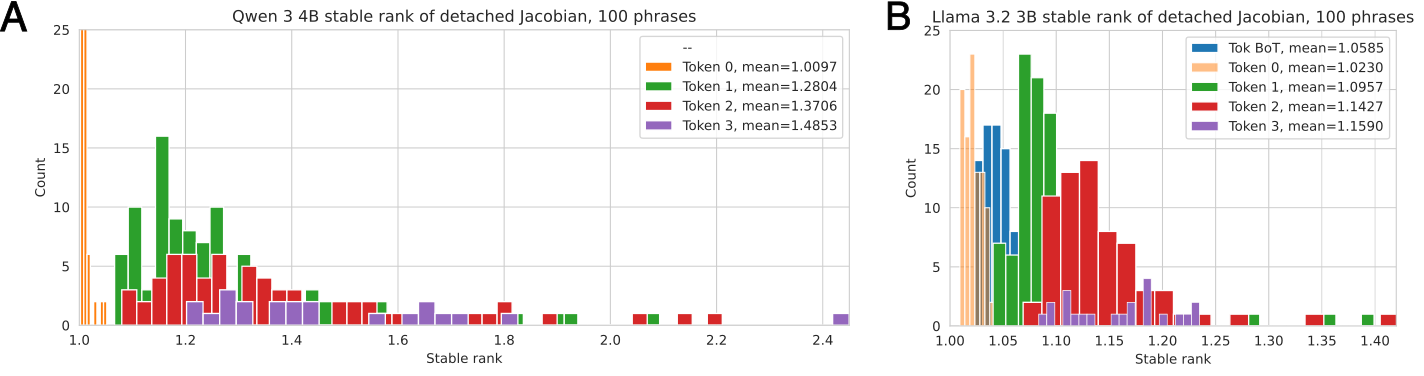 A
Qwen 3 4B stable rank of detached Jacobian, 100 phrases
25
20
15
10
5
0
Count
--
Token 0, mean=1.0097
Token 1, mean=1.2804
Token 2, mean=1.3706
Token 3, mean=1.4853
1.0 1.2 1.4 1.6 1.8 2.0 2.2 2.4
Stable rank
B
Llama 3.2 3B stable rank of detached Jacobian, 100 phrases
25
20
15
10
5
0
Count
Tok BoT, mean=1.0585
Token 0, mean=1.0230
Token 1, mean=1.0957
Token 2, mean=1.1427
Token 3, mean=1.1590
1.00 1.05 1.10 1.15 1.20 1.25 1.30 1.35 1.40
Stable rank